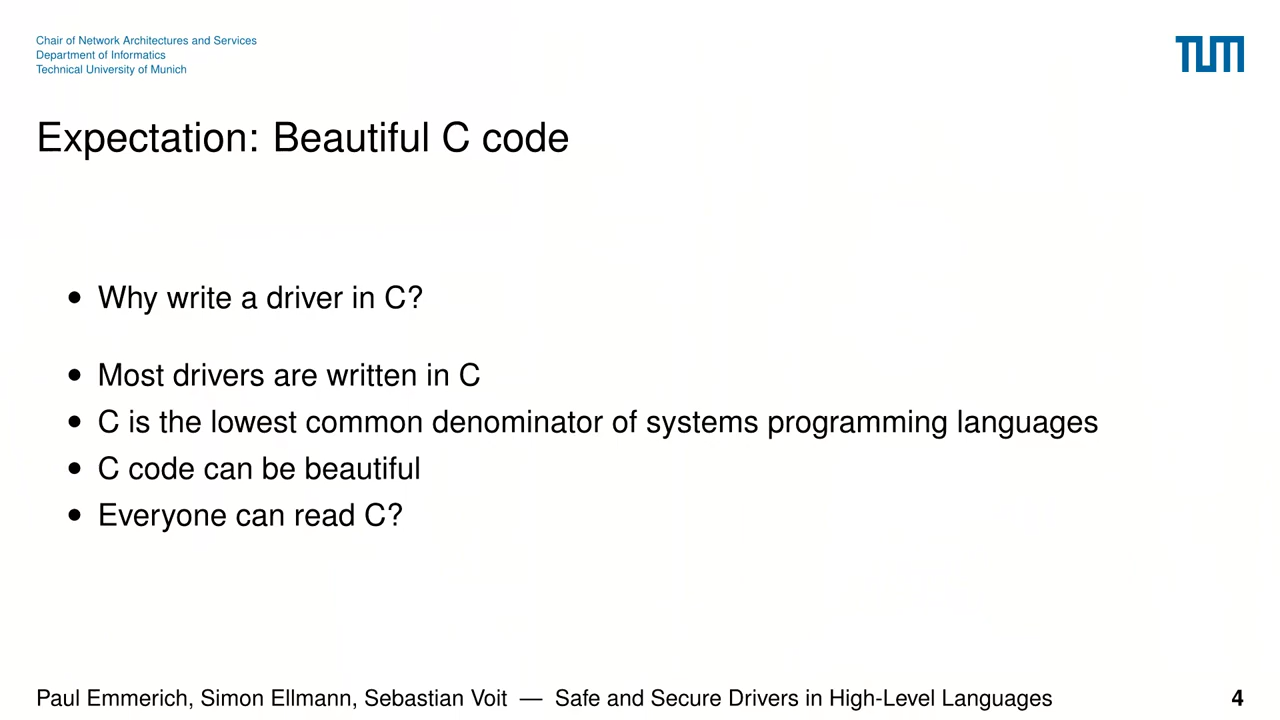 Chair of Network Architectures and Services
Department of Informatics
Technical University of Munich
TUM
Expectation: Beautiful C code
• Why write a driver in C?
• Most drivers are written in C
• C is the lowest common denominator of systems programming languages
• C code can be beautiful
• Everyone can read C?
Paul Emmerich, Simon Ellmann, Sebastian Voit — Safe and Secure Drivers in High-Level Languages 4